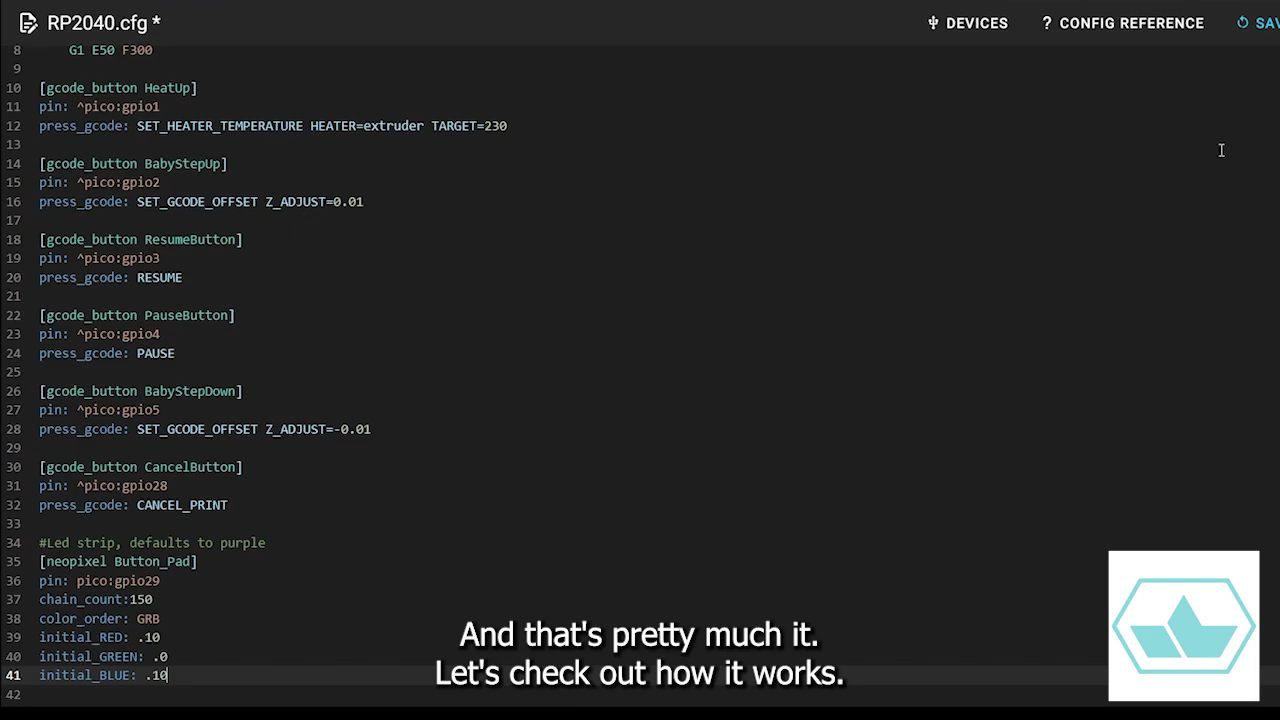 RP2040.cfg *
DEVICES
? CONFIG REFERENCE
SAV
8 G1 E50 F300
9
10 [gcode_button HeatUp]
11 pin: ^pico:gpio1
12 press_gcode: SET_HEATER_TEMPERATURE HEATER=extruder TARGET=230
13
14 [gcode_button BabyStepUp]
15 pin: ^pico:gpio2
16 press_gcode: SET_GCODE_OFFSET Z_ADJUST=0.01
17
18 [gcode_button ResumeButton]
19 pin: ^pico:gpio3
20 press_gcode: RESUME
21
22 [gcode_button PauseButton]
23 pin: ^pico:gpio4
24 press_gcode: PAUSE
25
26 [gcode_button BabyStepDown]
27 pin: ^pico:gpio5
28 press_gcode: SET_GCODE_OFFSET Z_ADJUST=-0.01
29
30 [gcode_button CancelButton]
31 pin: ^pico:gpio28
32 press_gcode: CANCEL_PRINT
33
34 #Led strip, defaults to purple
35 [neopixel Button_Pad]
36 pin: pico:gpio29
37 chain_count:150
38 color_order: GRB
39 initial_RED: .10
40 initial_GREEN: .0
41 initial_BLUE: .10
42
And that's pretty much it.
Let's check out how it works.